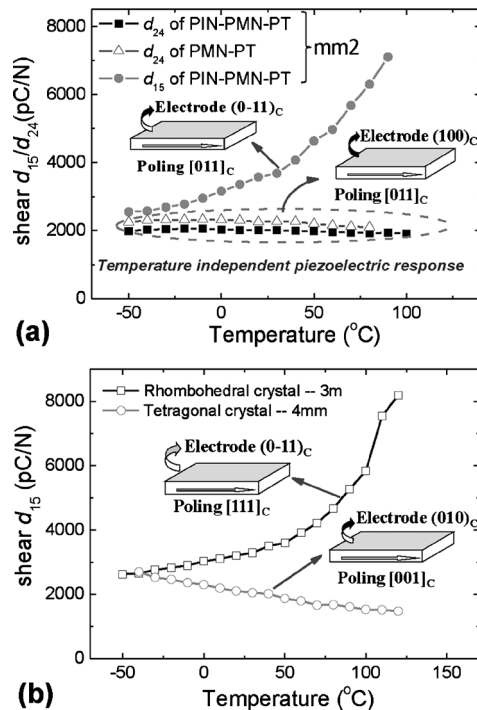 (a)
8000
6000
4000
2000
0
shear d15/d24(pC/N)
d24 of PIN-PMN-PT
d24 of PMN-PT
d15 of PIN-PMN-PT
mm2
Electrode (0-11)C
Poling [011]C
Electrode (100)C
Poling [011]C
Temperature independent piezoelectric response
-50
0
50
100
150
Temperature (°C)
(b)
8000
6000
4000
2000
0
shear d15 (pC/N)
Rhombohedral crystal -- 3m
Tetragonal crystal -- 4mm
Electrode (0-11)C
Poling [111]C
Electrode (010)C
Poling [001]C
-50
0
50
100
150
Temperature (°C)